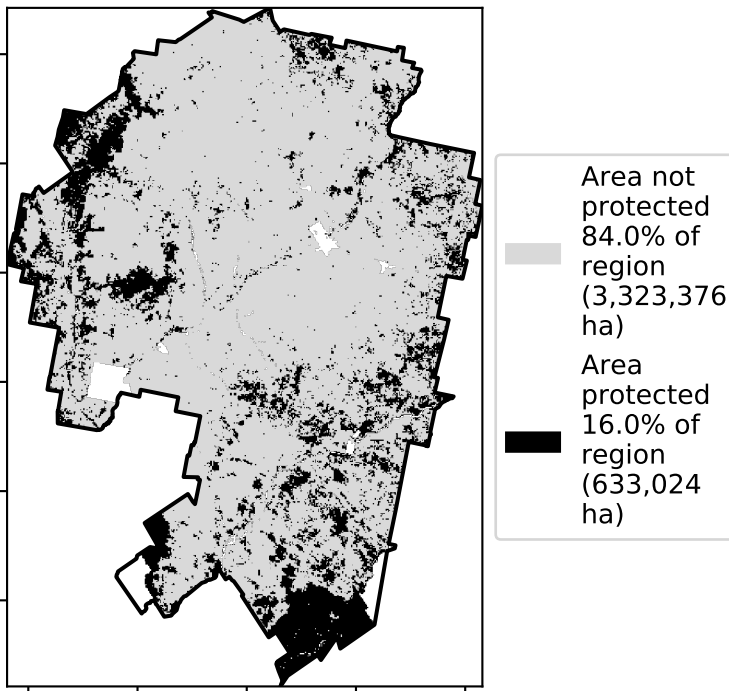 Area not
protected
84.0% of
region
(3,323,376
ha)
Area
protected
16.0% of
region
(633,024
ha)